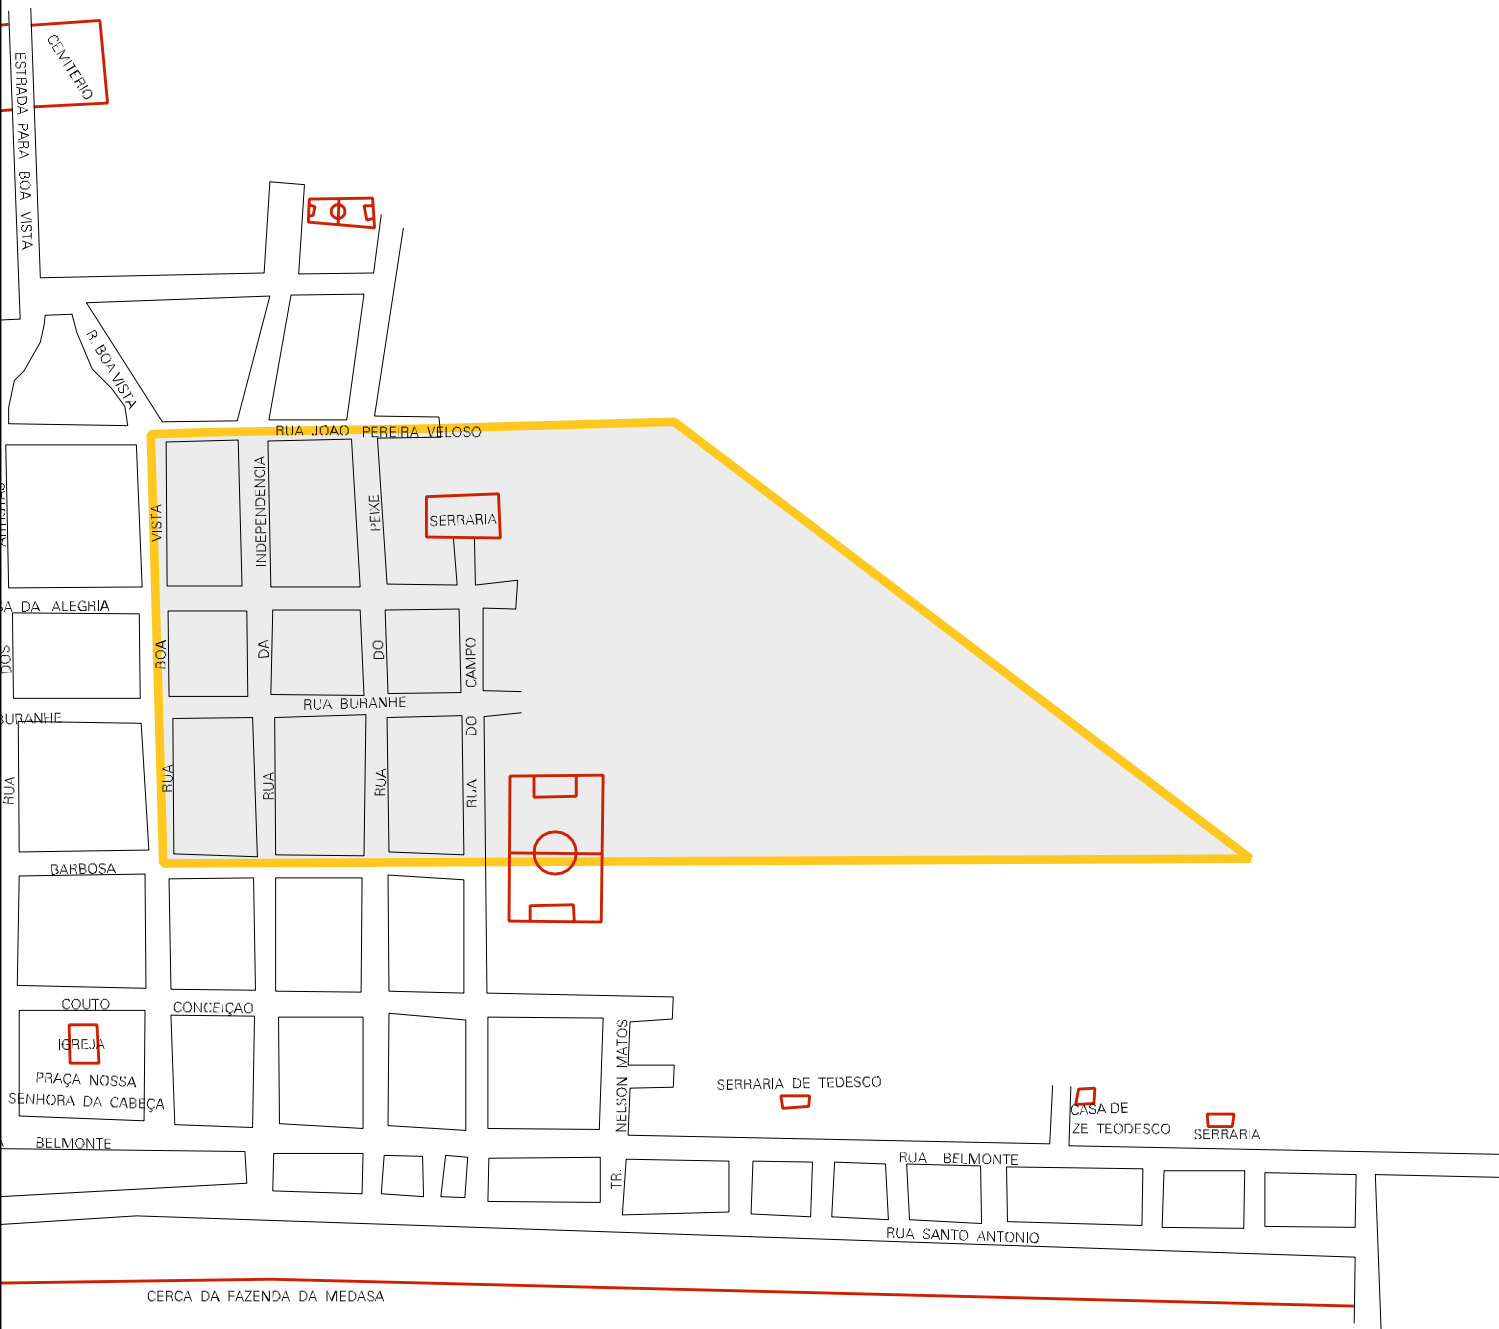 CEMITERIO
ESTRADA PARA BOA VISTA
R. BOA VISTA
RUA JOAO PEREIRA VELOSO
RUA BOA VISTA
RUA DA INDEPENDENCIA
RUA DO PEIXE
SERRARIA
DA ALEGRIA
RUA DOS
RUA DO CAMPO
RUA BURANHE
BURANHE
BARBOSA
COUTO
CONCEIÇAO
IGREJA
PRAÇA NOSSA
SENHORA DA CABEÇA
TR. NELSON MATOS
SERRARIA DE TEDESCO
CASA DE
ZE TEODESCO
SERRARIA
BELMONTE
RUA BELMONTE
RUA SANTO ANTONIO
CERCA DA FAZENDA DA MEDASA